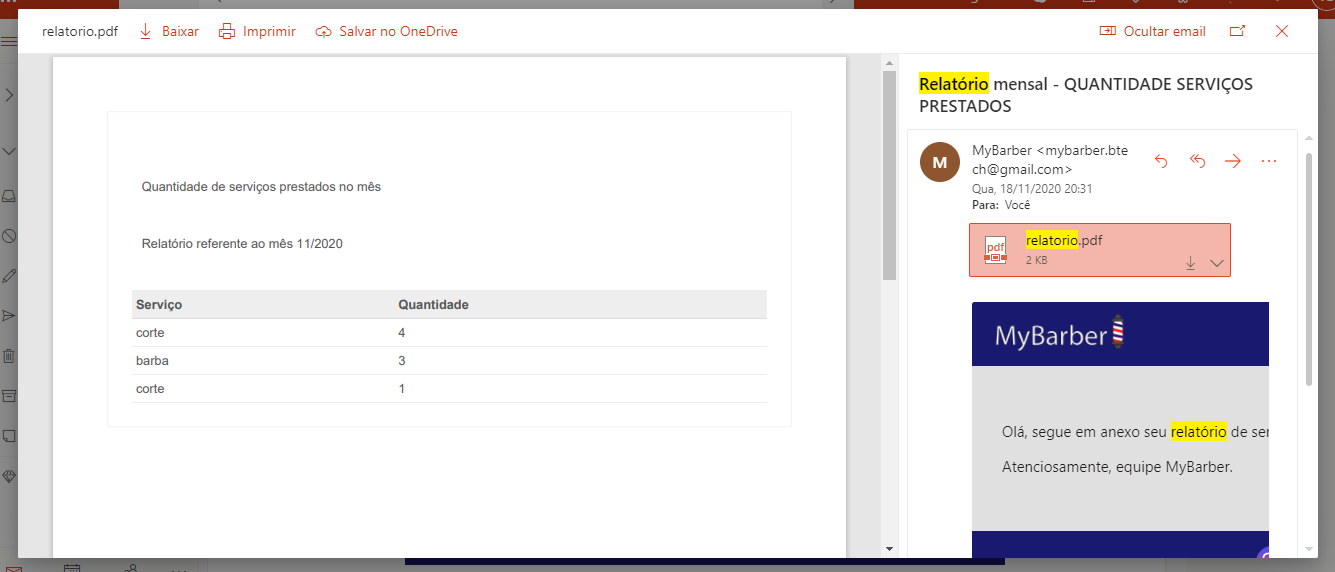 relatorio.pdf
Baixar
Imprimir
Salvar no OneDrive
Ocultar email
Quantidade de serviços prestados no mês
Relatório referente ao mês 11/2020
Serviço Quantidade
corte 4
barba 3
corte 1
Relatório mensal - QUANTIDADE SERVIÇOS
PRESTADOS
M
MyBarber <mybarber.bte
ch@gmail.com>
Qua, 18/11/2020 20:31
Para: Você
pdf
relatorio.pdf
2 KB
MyBarber
Olá, segue em anexo seu relatório de ser
Atenciosamente, equipe MyBarber.